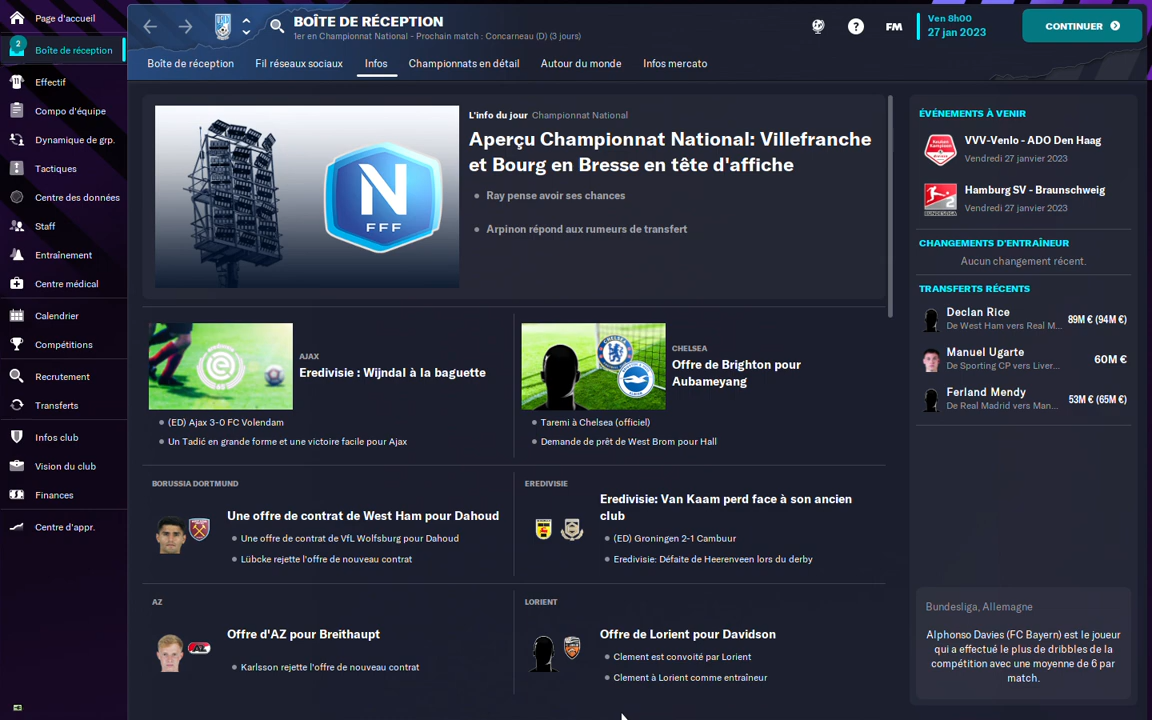 Page d'accueil
2
Boîte de réception
Effectif
Compo d'équipe
Dynamique de grp.
Tactiques
Centre des données
Staff
Entraînement
Centre médical
Calendrier
Compétitions
Recrutement
Transferts
Infos club
Vision du club
Finances
Centre d'appr.
BOÎTE DE RÉCEPTION
1er en Championnat National - Prochain match : Concarneau (D) (3 jours)
FM
Ven 8h00
27 jan 2023
CONTINUER
Boîte de réception
Fil réseaux sociaux
Infos
Championnats en détail
Autour du monde
Infos mercato
N
FFF
L'info du jour Championnat National
Aperçu Championnat National: Villefranche
et Bourg en Bresse en tête d'affiche
Ray pense avoir ses chances
Arpinon répond aux rumeurs de transfert
AJAX
Eredivisie : Wijndal à la baguette
(ED) Ajax 3-0 FC Volendam
Un Tadić en grande forme et une victoire facile pour Ajax
CHELSEA
Offre de Brighton pour
Aubameyang
Taremi à Chelsea (officiel)
Demande de prêt de West Brom pour Hall
BORUSSIA DORTMUND
Une offre de contrat de West Ham pour Dahoud
Une offre de contrat de VfL Wolfsburg pour Dahoud
Lübcke rejette l'offre de nouveau contrat
EREDIVISIE
Eredivisie: Van Kaam perd face à son ancien
club
(ED) Groningen 2-1 Cambuur
Eredivisie: Défaite de Heerenveen lors du derby
AZ
Offre d'AZ pour Breithaupt
Karlsson rejette l'offre de nouveau contrat
LORIENT
Offre de Lorient pour Davidson
Clement est convoité par Lorient
Clement à Lorient comme entraîneur
ÉVÉNEMENTS À VENIR
VVV-Venlo - ADO Den Haag
Vendredi 27 janvier 2023
Hamburg SV - Braunschweig
Vendredi 27 janvier 2023
CHANGEMENTS D'ENTRAÎNEUR
Aucun changement récent.
TRANSFERTS RÉCENTS
Declan Rice
De West Ham vers Real M...
89M € (94M €)
Manuel Ugarte
De Sporting CP vers Liver...
60M €
Ferland Mendy
De Real Madrid vers Man...
53M € (65M €)
Bundesliga, Allemagne
Alphonso Davies (FC Bayern) est le joueur
qui a effectué le plus de dribbles de la
compétition avec une moyenne de 6 par
match.